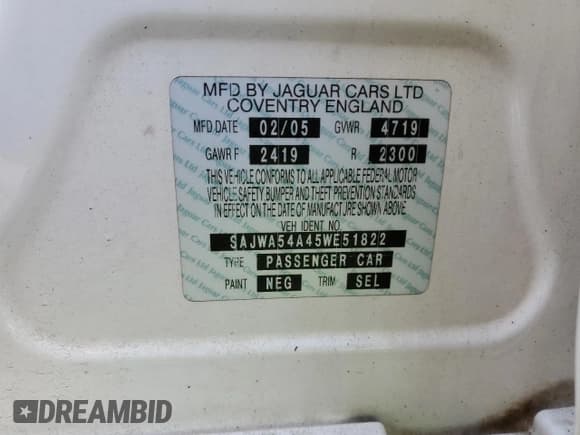 MFD BY JAGUAR CARS LTD
COVENTRY ENGLAND
MFD DATE 02/05 GVWR 4719
GAWR F 2419 R 2300
THIS VEHICLE CONFORMS TO ALL APPLICABLE FEDERAL MOTOR
VEHICLE SAFETY, BUMPER AND THEFT PREVENTION STANDARDS
IN EFFECT ON THE DATE OF MANUFACTURE SHOWN ABOVE.
VEH IDENT NO.
SAJWA54A45WE51822
TYPE PASSENGER CAR
PAINT NEG TRIM SEL
DREAMBID